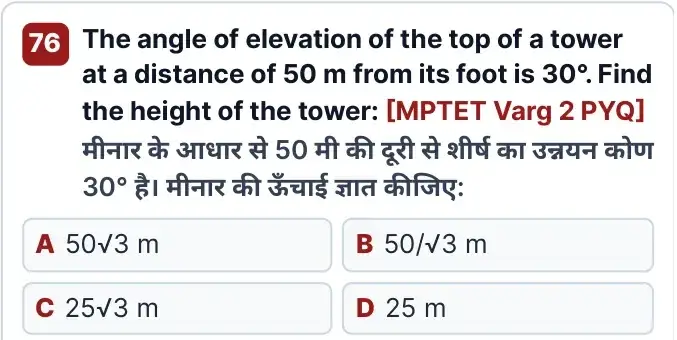 76 The angle of elevation of the top of a tower
at a distance of 50 m from its foot is 30°. Find
the height of the tower: [MPTET Varg 2 PYQ]
मीनार के आधार से 50 मी की दूरी से शीर्ष का उन्नयन कोण
30° है। मीनार की ऊँचाई ज्ञात कीजिए:
A 50√3 m
B 50/√3 m
C 25√3 m
D 25 m